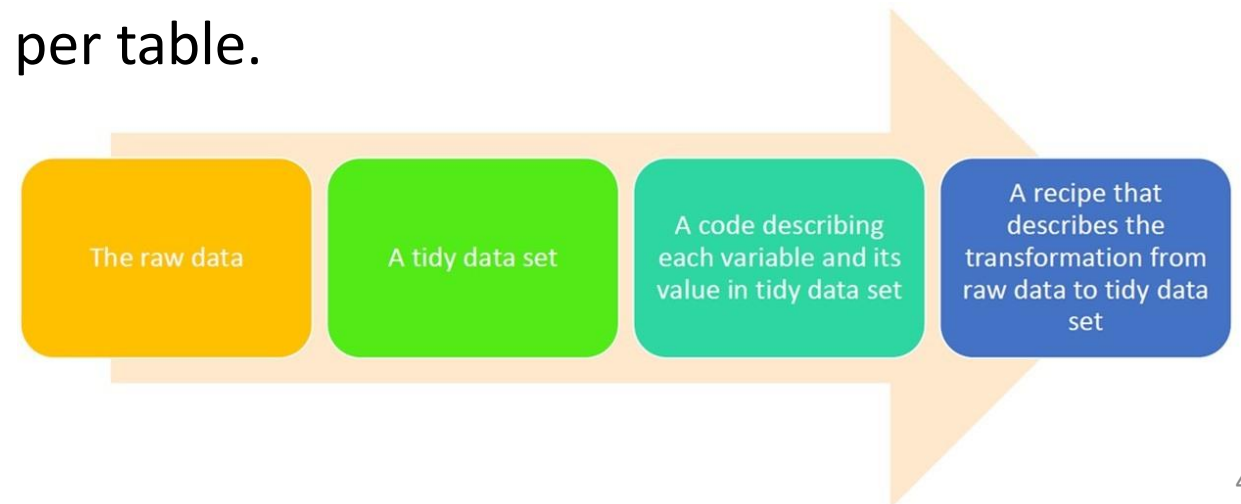 per table.
The raw data
A tidy data set
A code describing
each variable and its
value in tidy data set
A recipe that
describes the
transformation from
raw data to tidy data
set
4